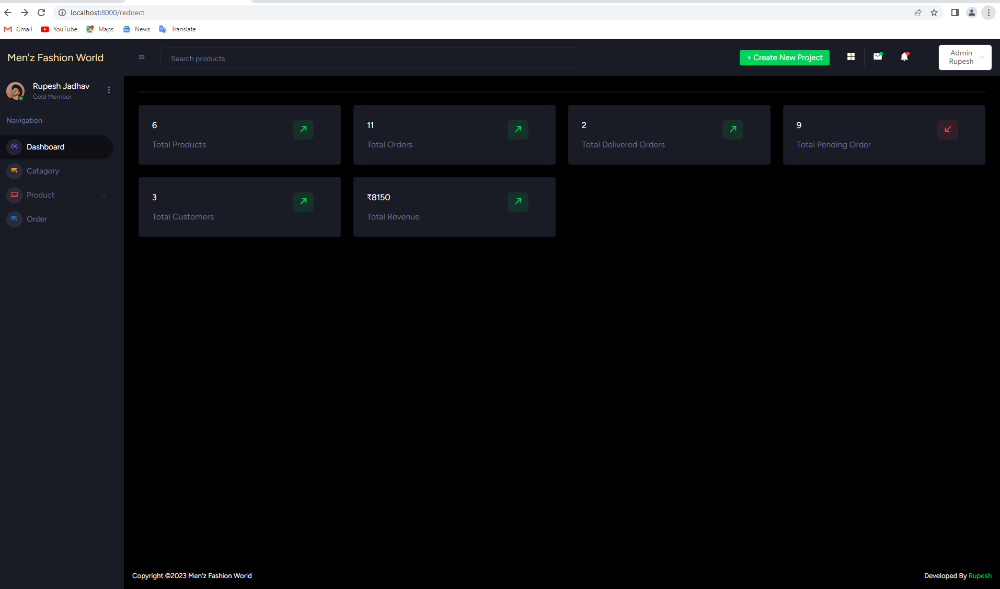 localhost:8000/redirect
Gmail YouTube Maps News Translate
Men'z Fashion World
Search products
+ Create New Project
Admin
Rupesh
Rupesh Jadhav
Gold Member
Navigation
Dashboard
Catagory
Product
Order
6
Total Products
11
Total Orders
2
Total Delivered Orders
9
Total Pending Order
3
Total Customers
₹8150
Total Revenue
Copyright ©2023 Men'z Fashion World
Developed By Rupesh